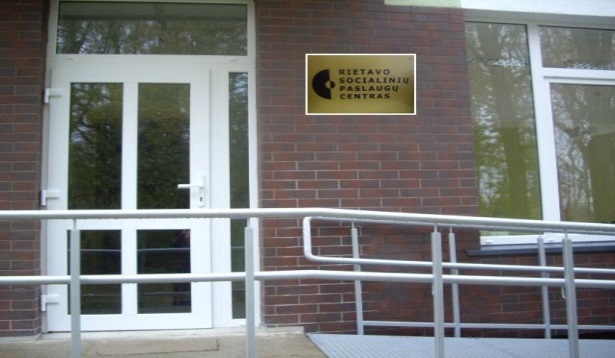 RIETAVO
SOCIALINIŲ
PASLAUGŲ
CENTRAS